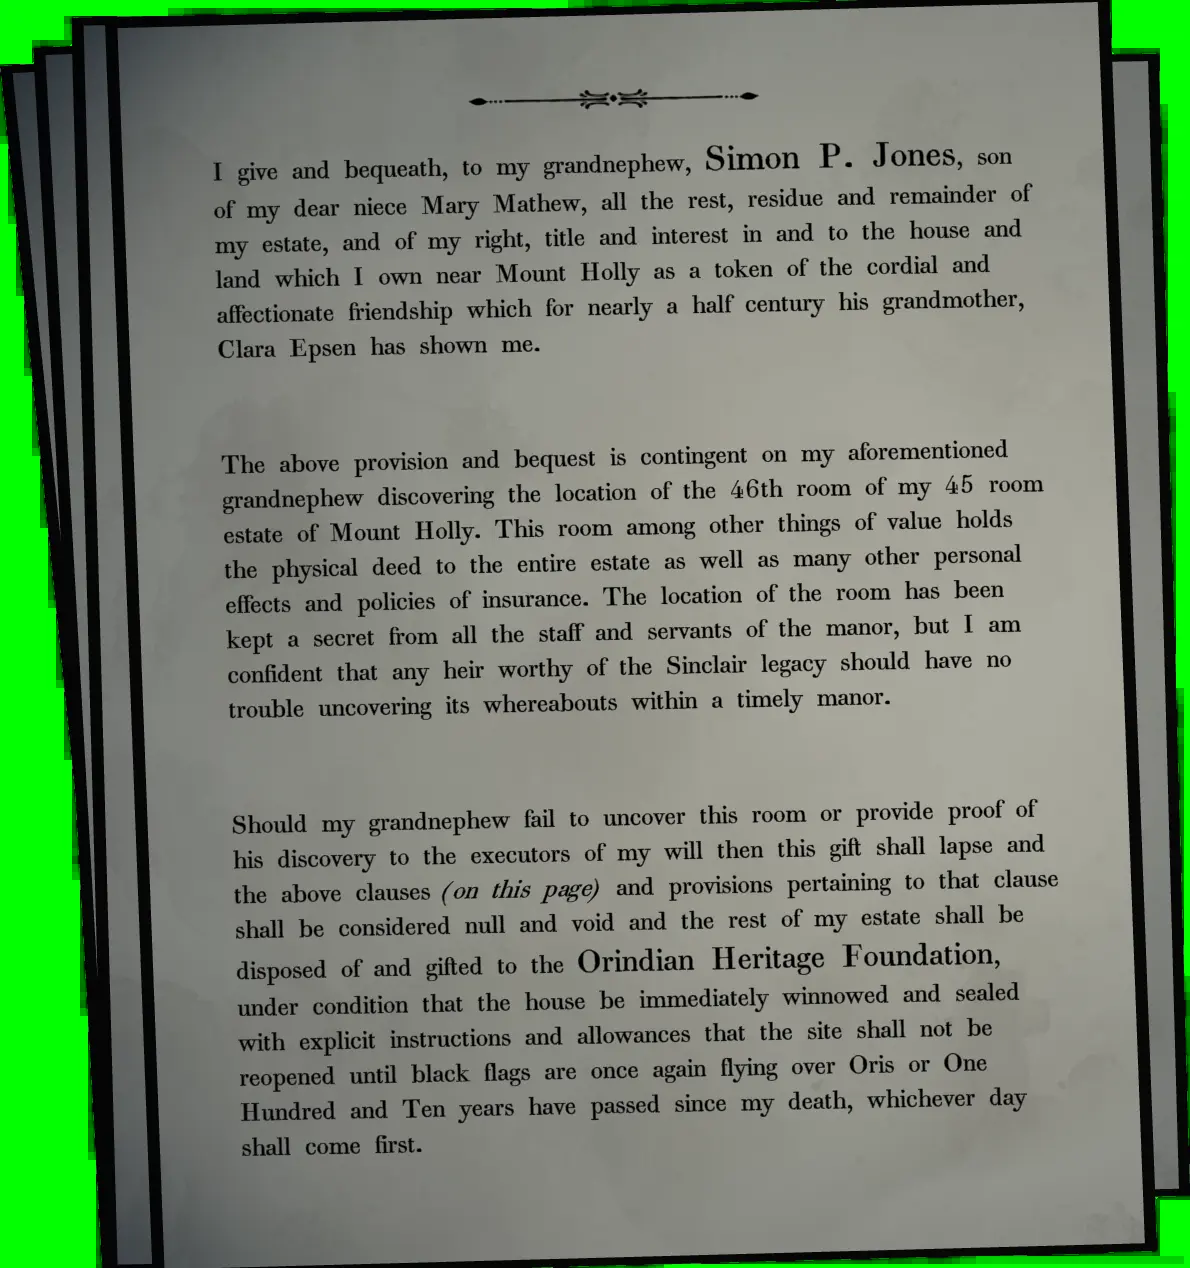 I give and bequeath, to my grandnephew, Simon P. Jones, son
of my dear niece Mary Mathew, all the rest, residue and remainder of
my estate, and of my right, title and interest in and to the house and
land which I own near Mount Holly as a token of the cordial and
affectionate friendship which for nearly a half century his grandmother,
Clara Epsen has shown me.
The above provision and bequest is contingent on my aforementioned
grandnephew discovering the location of the 46th room of my 45 room
estate of Mount Holly. This room among other things of value holds
the physical deed to the entire estate as well as many other personal
effects and policies of insurance. The location of the room has been
kept a secret from all the staff and servants of the manor, but I am
confident that any heir worthy of the Sinclair legacy should have no
trouble uncovering its whereabouts within a timely manor.
Should my grandnephew fail to uncover this room or provide proof of
his discovery to the executors of my will then this gift shall lapse and
the above clauses (on this page) and provisions pertaining to that clause
shall be considered null and void and the rest of my estate shall be
disposed of and gifted to the Orindian Heritage Foundation,
under condition that the house be immediately winnowed and sealed
with explicit instructions and allowances that the site shall not be
reopened until black flags are once again flying over Oris or One
Hundred and Ten years have passed since my death, whichever day
shall come first.